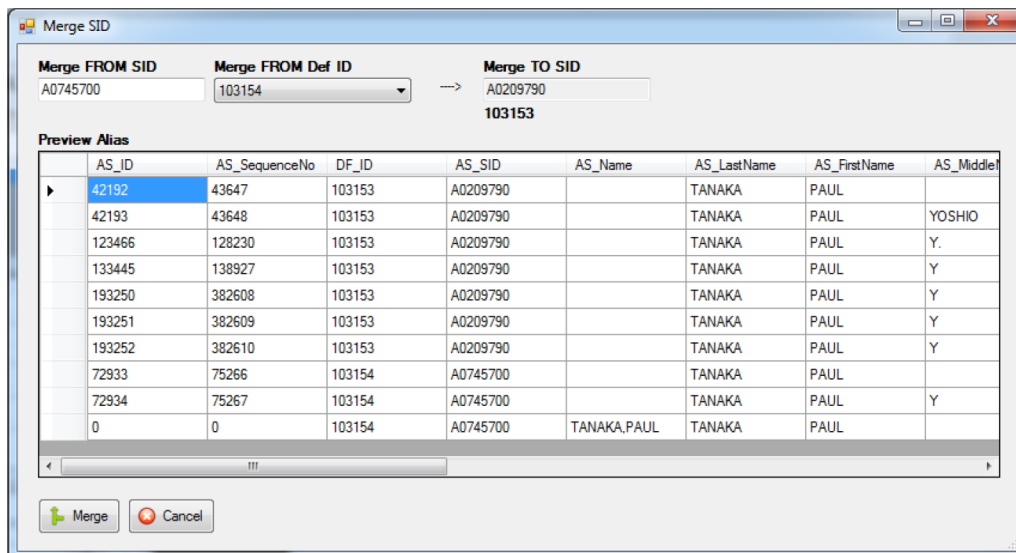 Merge SID
Merge FROM SID Merge FROM Def ID Merge TO SID
A0745700 103154 ---> A0209790
103153
Preview Alias
AS_ID AS_SequenceNo DF_ID AS_SID AS_Name AS_LastName AS_FirstName AS_MiddleN
42192 43647 103153 A0209790 TANAKA PAUL
42193 43648 103153 A0209790 TANAKA PAUL YOSHIO
123466 128230 103153 A0209790 TANAKA PAUL Y.
133445 138927 103153 A0209790 TANAKA PAUL Y
193250 382608 103153 A0209790 TANAKA PAUL Y
193251 382609 103153 A0209790 TANAKA PAUL Y
193252 382610 103153 A0209790 TANAKA PAUL Y
72933 75266 103154 A0745700 TANAKA PAUL
72934 75267 103154 A0745700 TANAKA PAUL Y
0 0 103154 A0745700 TANAKA,PAUL TANAKA PAUL
Merge Cancel